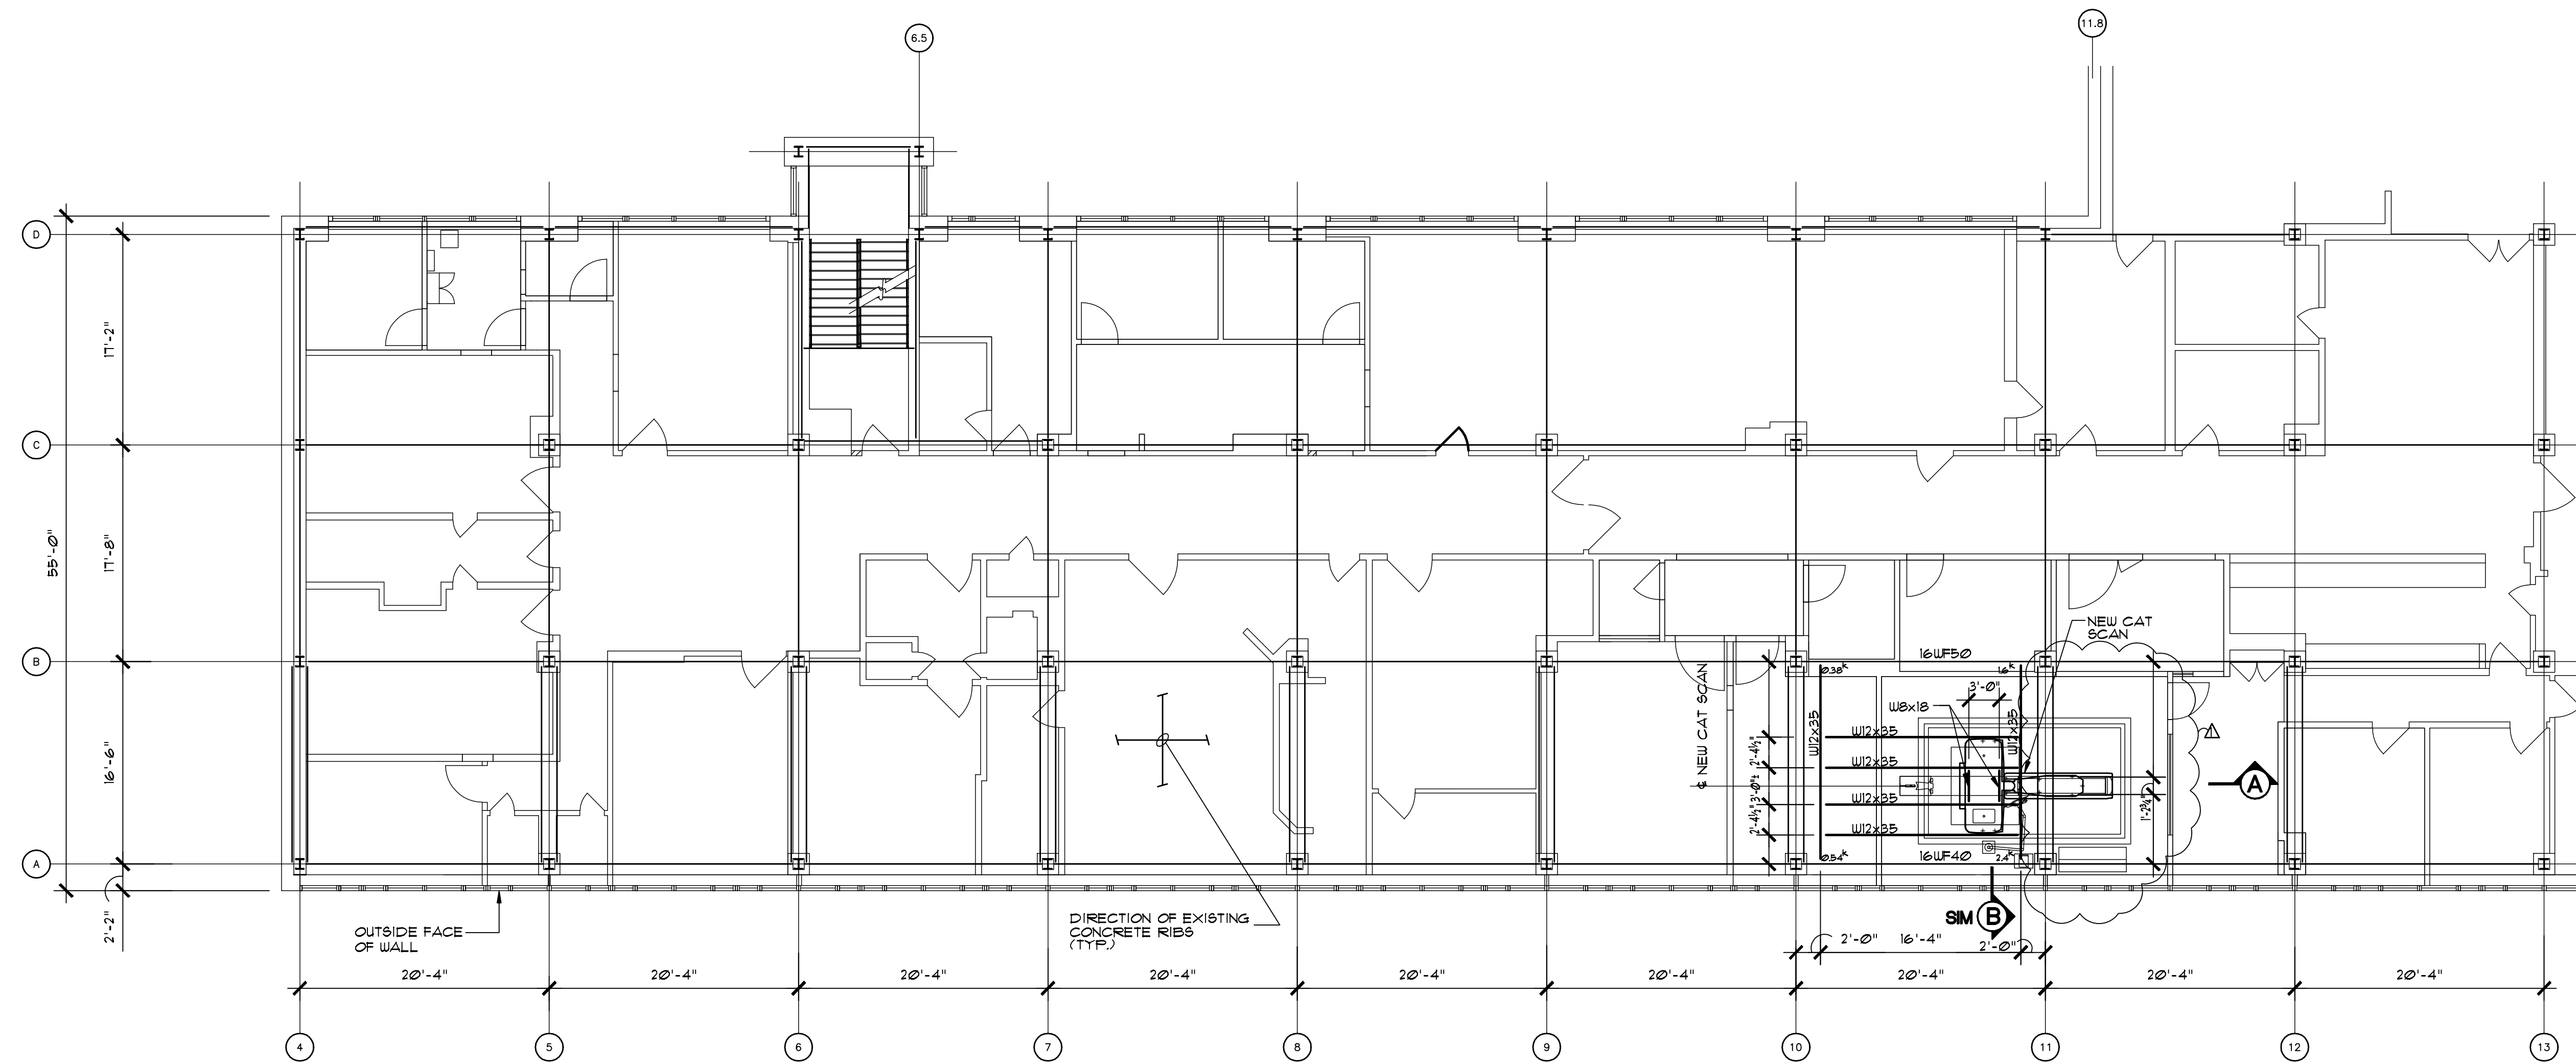 11.8
6.5
D
17'-2"
C
55'-0"
17'-8"
NEW CAT
SCAN
B
16WF50
0.38ᵏ
1.6ᵏ
℄ NEW CAT SCAN
3'-0"
W8x18
W12x35
W12x35
W12x35
W12x35
W12x35
W12x35
16'-6"
2'-4½"
3'-0"±
2'-4½"
1'-2¾"
1
A
A
0.54ᵏ
16WF40
2.4ᵏ
2'-2"
OUTSIDE FACE
OF WALL
DIRECTION OF EXISTING
CONCRETE RIBS
(TYP.)
SIM B
2'-0" 16'-4" 2'-0"
20'-4" 20'-4" 20'-4" 20'-4" 20'-4" 20'-4" 20'-4" 20'-4" 20'-4"
4 5 6 7 8 9 10 11 12 13